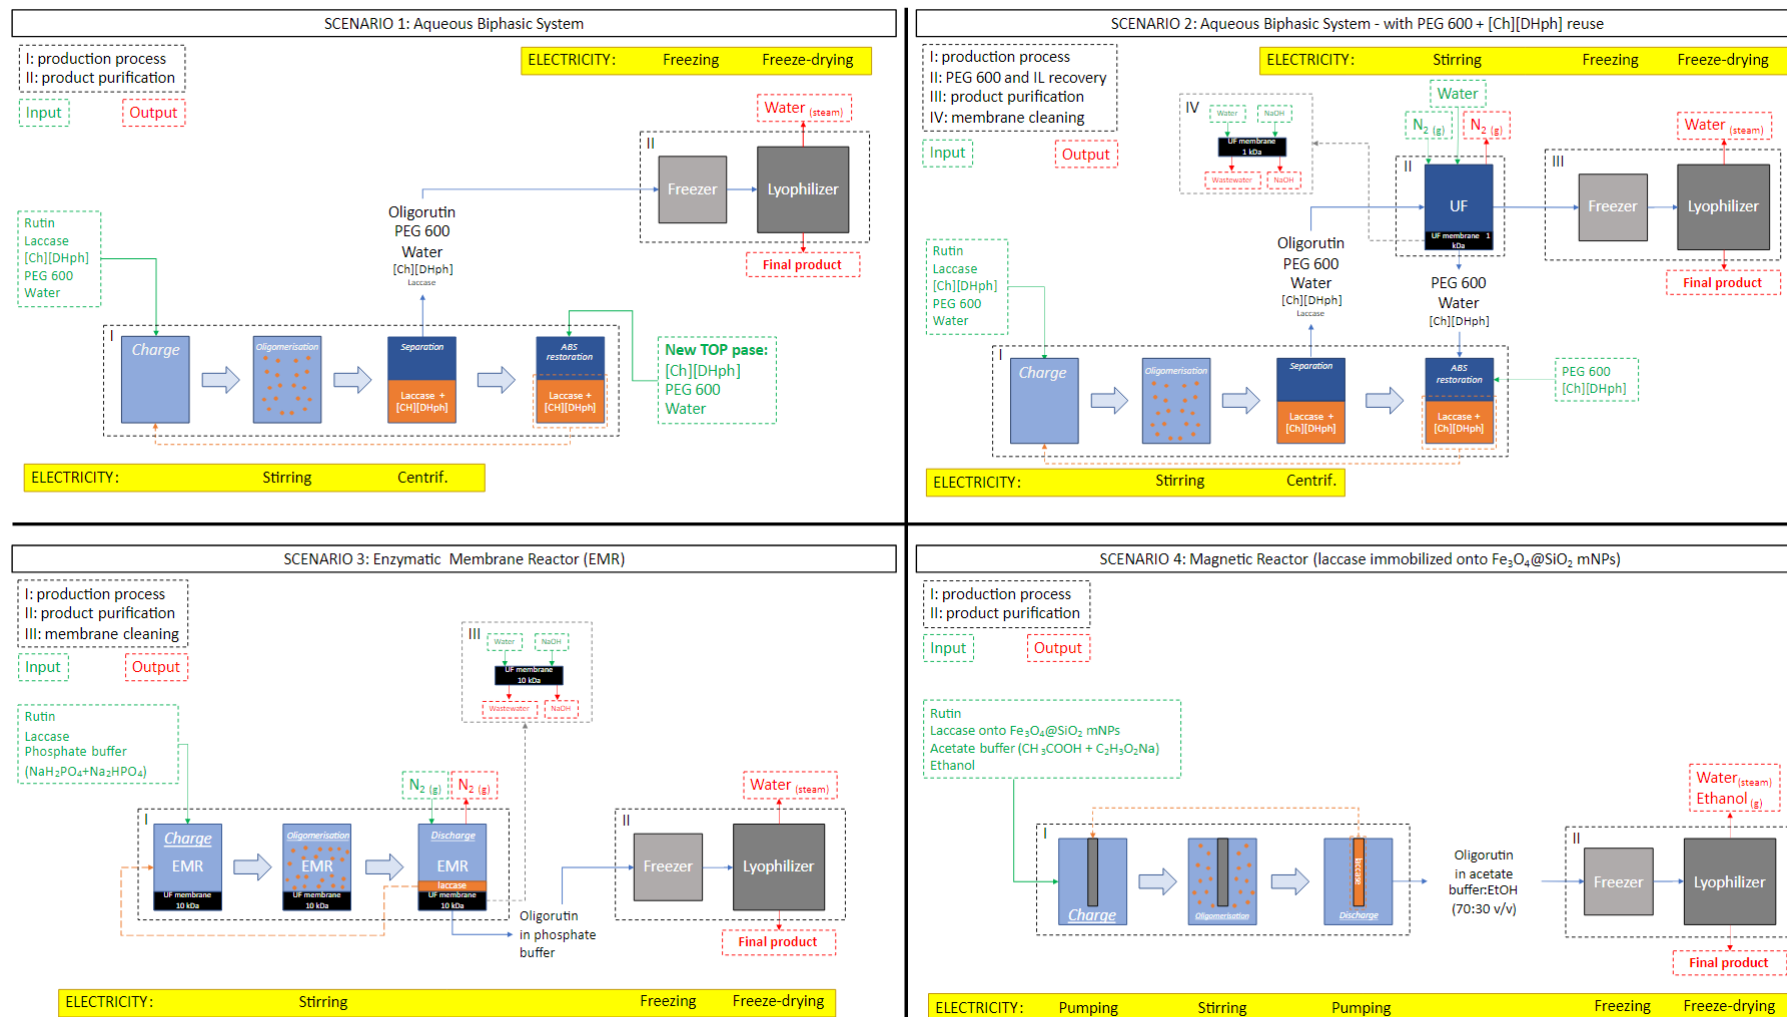 SCENARIO 1: Aqueous Biphasic System
I: production process
II: product purification
Input
Output
ELECTRICITY: Freezing Freeze-drying
Water (steam)
II
Freezer
Lyophilizer
Final product
Oligorutin
PEG 600
Water
[Ch][DHph]
Laccase
Rutin
Laccase
[Ch][DHph]
PEG 600
Water
I
Charge
Oligomerisation
Separation
Laccase +
[CH][DHph]
ABS
restoration
Laccase +
[CH][DHph]
New TOP pase:
[Ch][DHph]
PEG 600
Water
ELECTRICITY: Stirring Centrif.
SCENARIO 2: Aqueous Biphasic System - with PEG 600 + [Ch][DHph] reuse
I: production process
II: PEG 600 and IL recovery
III: product purification
IV: membrane cleaning
Input
Output
ELECTRICITY: Stirring Freezing Freeze-drying
IV
Water
NaOH
UF membrane
1 kDa
Wastewater
NaOH
Water
N2 (g)
N2 (g)
II
UF
UF membrane 1
kDa
Water (steam)
III
Freezer
Lyophilizer
Final product
Oligorutin
PEG 600
Water
[Ch][DHph]
Laccase
PEG 600
Water
[Ch][DHph]
Rutin
Laccase
[Ch][DHph]
PEG 600
Water
I
Charge
Oligomerisation
Separation
Laccase +
[Ch][DHph]
ABS
restoration
Laccase +
[Ch][DHph]
PEG 600
[Ch][DHph]
ELECTRICITY: Stirring Centrif.
SCENARIO 3: Enzymatic Membrane Reactor (EMR)
I: production process
II: product purification
III: membrane cleaning
Input
Output
III
Water
NaOH
UF membrane
10 kDa
Wastewater
NaOH
Rutin
Laccase
Phosphate buffer
(NaH2PO4+Na2HPO4)
N2 (g)
N2 (g)
I
Charge
EMR
UF membrane
10 kDa
Oligomerisation
EMR
UF membrane
10 kDa
Discharge
EMR
laccase
UF membrane
10 kDa
Oligorutin
in phosphate
buffer
Water (steam)
II
Freezer
Lyophilizer
Final product
ELECTRICITY: Stirring Freezing Freeze-drying
SCENARIO 4: Magnetic Reactor (laccase immobilized onto Fe3O4@SiO2 mNPs)
I: production process
II: product purification
Input
Output
Rutin
Laccase onto Fe3O4@SiO2 mNPs
Acetate buffer (CH3COOH + C2H3O2Na)
Ethanol
I
Charge
Oligomerisation
laccase
Discharge
Oligorutin
in acetate
buffer:EtOH
(70:30 v/v)
Water (steam)
Ethanol (g)
II
Freezer
Lyophilizer
Final product
ELECTRICITY: Pumping Stirring Pumping Freezing Freeze-drying